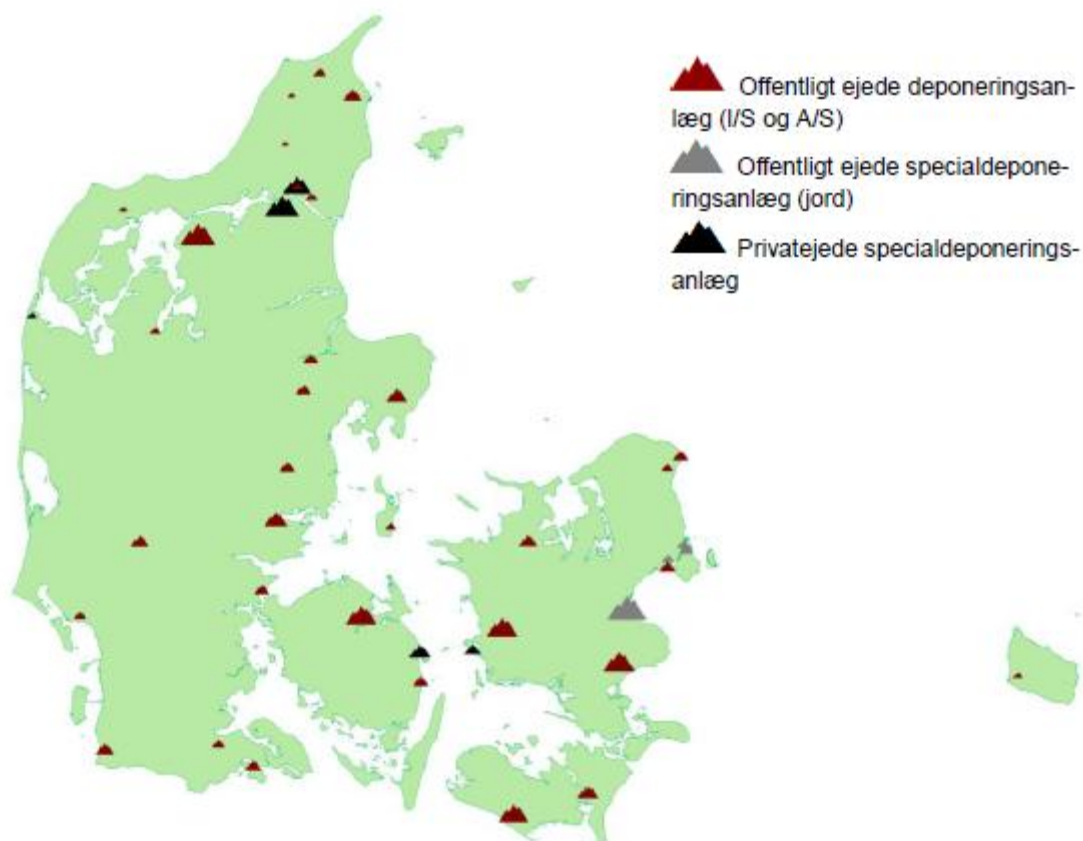 Offentligt ejede deponeringsan-
læg (I/S og A/S)
Offentligt ejede specialdepone-
ringsanlæg (jord)
Privatejede specialdeponerings-
anlæg